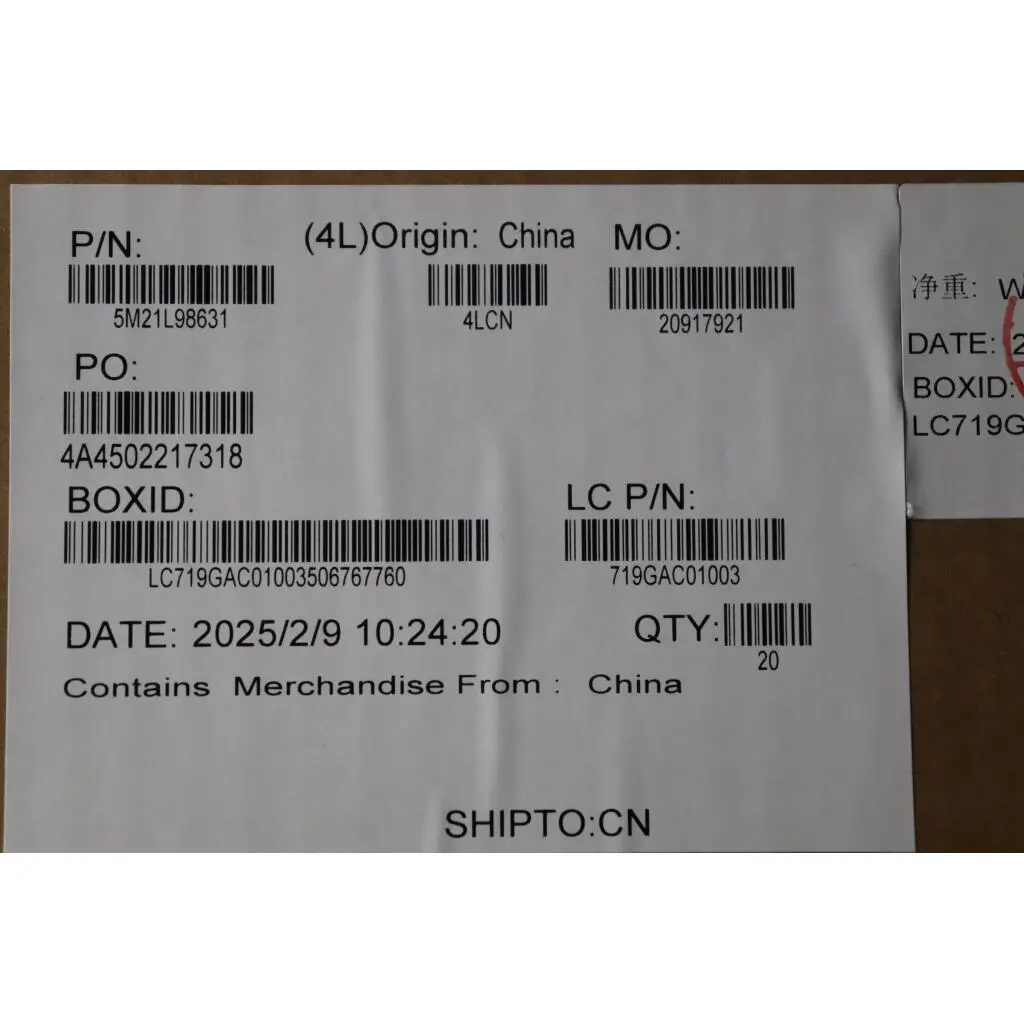 P/N: (4L)Origin: China MO:
5M21L98631 4LCN 20917921
PO:
4A4502217318
BOXID: LC P/N:
LC719GAC01003506767760 719GAC01003
DATE: 2025/2/9 10:24:20 QTY:
20
Contains Merchandise From : China
SHIPTO:CN
净重: W
DATE: 2
BOXID:
LC719G